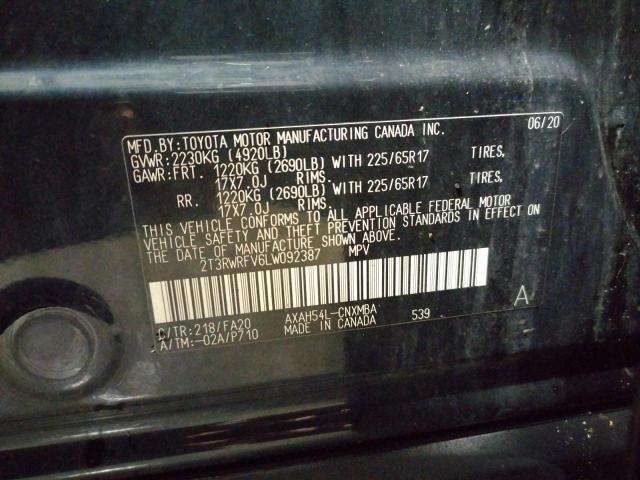 MFD.BY:TOYOTA MOTOR MANUFACTURING CANADA INC. 06/20
GVWR:2230KG (4920LB)
GAWR:FRT. 1220KG (2690LB) WITH 225/65R17 TIRES,
17X7.0J RIMS.
RR. 1220KG (2690LB) WITH 225/65R17 TIRES,
17X7.0J RIMS.
THIS VEHICLE CONFORMS TO ALL APPLICABLE FEDERAL MOTOR
VEHICLE SAFETY AND THEFT PREVENTION STANDARDS IN EFFECT ON
THE DATE OF MANUFACTURE SHOWN ABOVE.
2T3RWRFV6LW092387 MPV
C/TR:218/FA20 AXAH54L-CNXMBA A
A/TM:-02A/P710 MADE IN CANADA 539